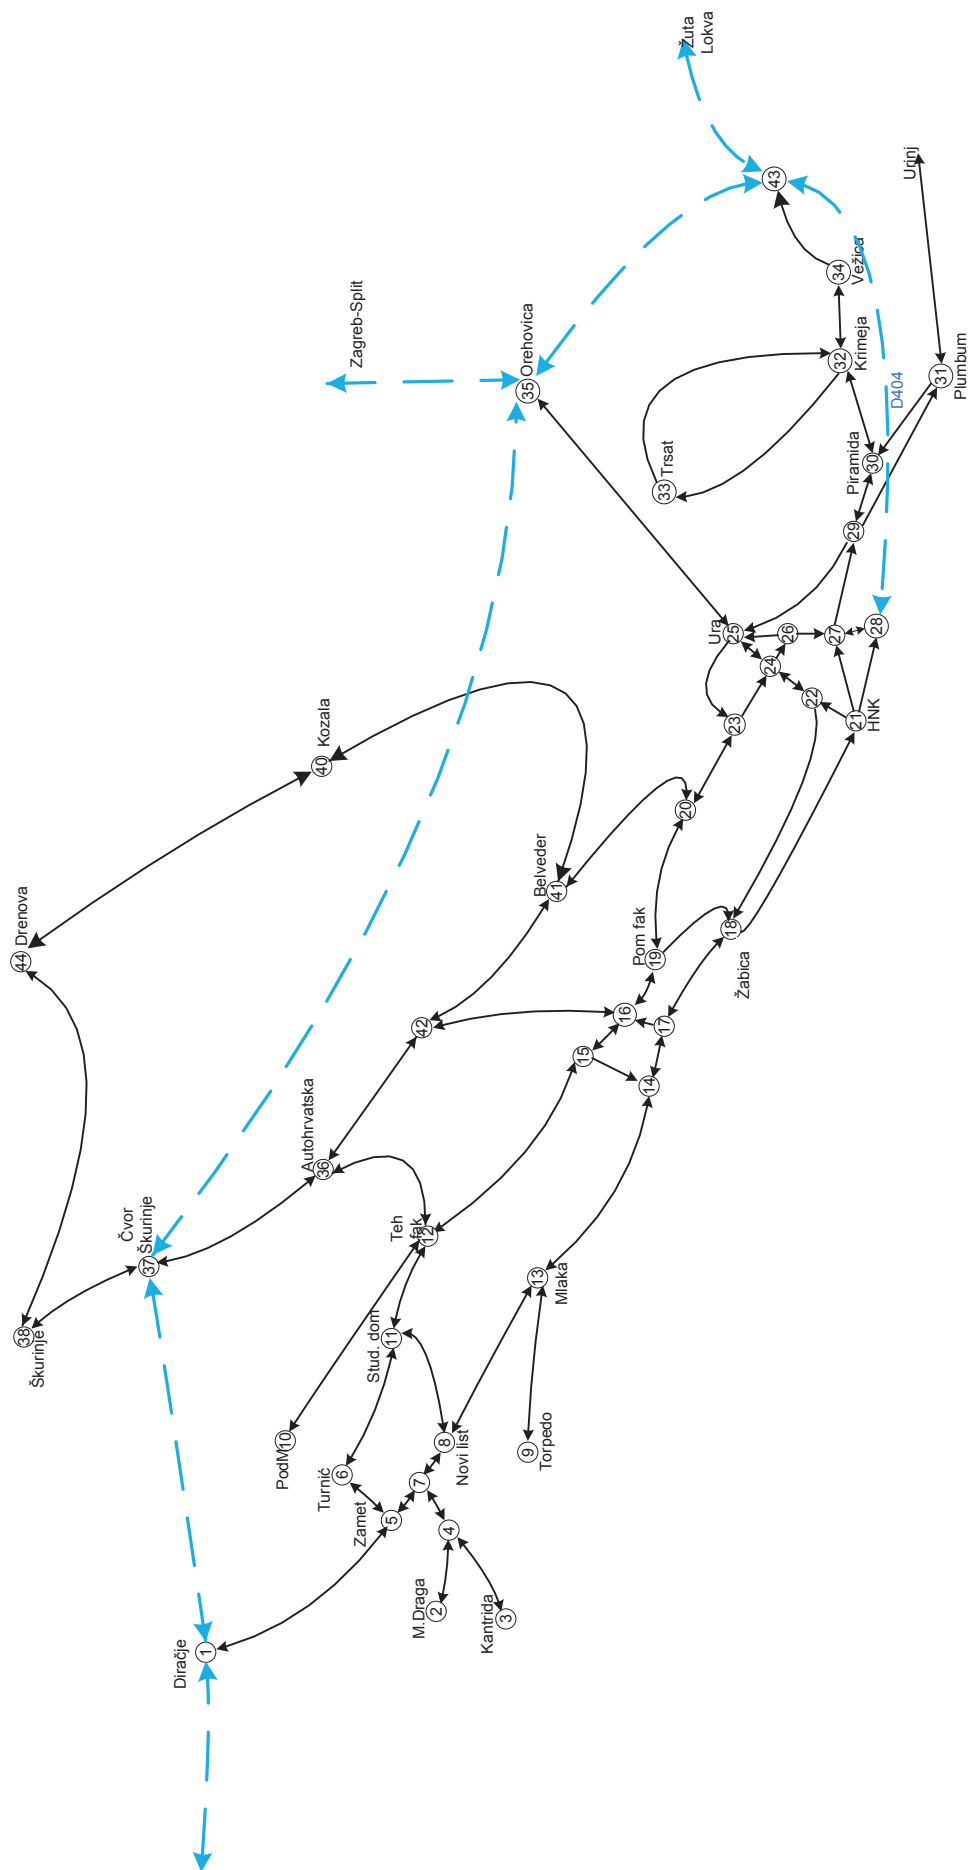 Žuta
Lokva
43
Urinj
34
Vežica
Zagreb-Split
35
Orehovica
32
Krimeja
31
Plumbum
D404
33
Trsat
Piramida
30
29
Ura
25
26
27
28
24
22
23
21
HNK
40
Kozala
20
Belveder
41
44
Drenova
Pom fak
19
18
Žabica
42
16
17
15
14
Autohrvatska
36
Čvor
Škurinje
37
Teh
fak
12
13
Mlaka
38
Škurinje
Stud. dom
11
PodM
10
Turnić
6
8
Novi list
9
Torpedo
7
Zamet
5
4
M.Draga
2
Kantrida
3
Diračje
1